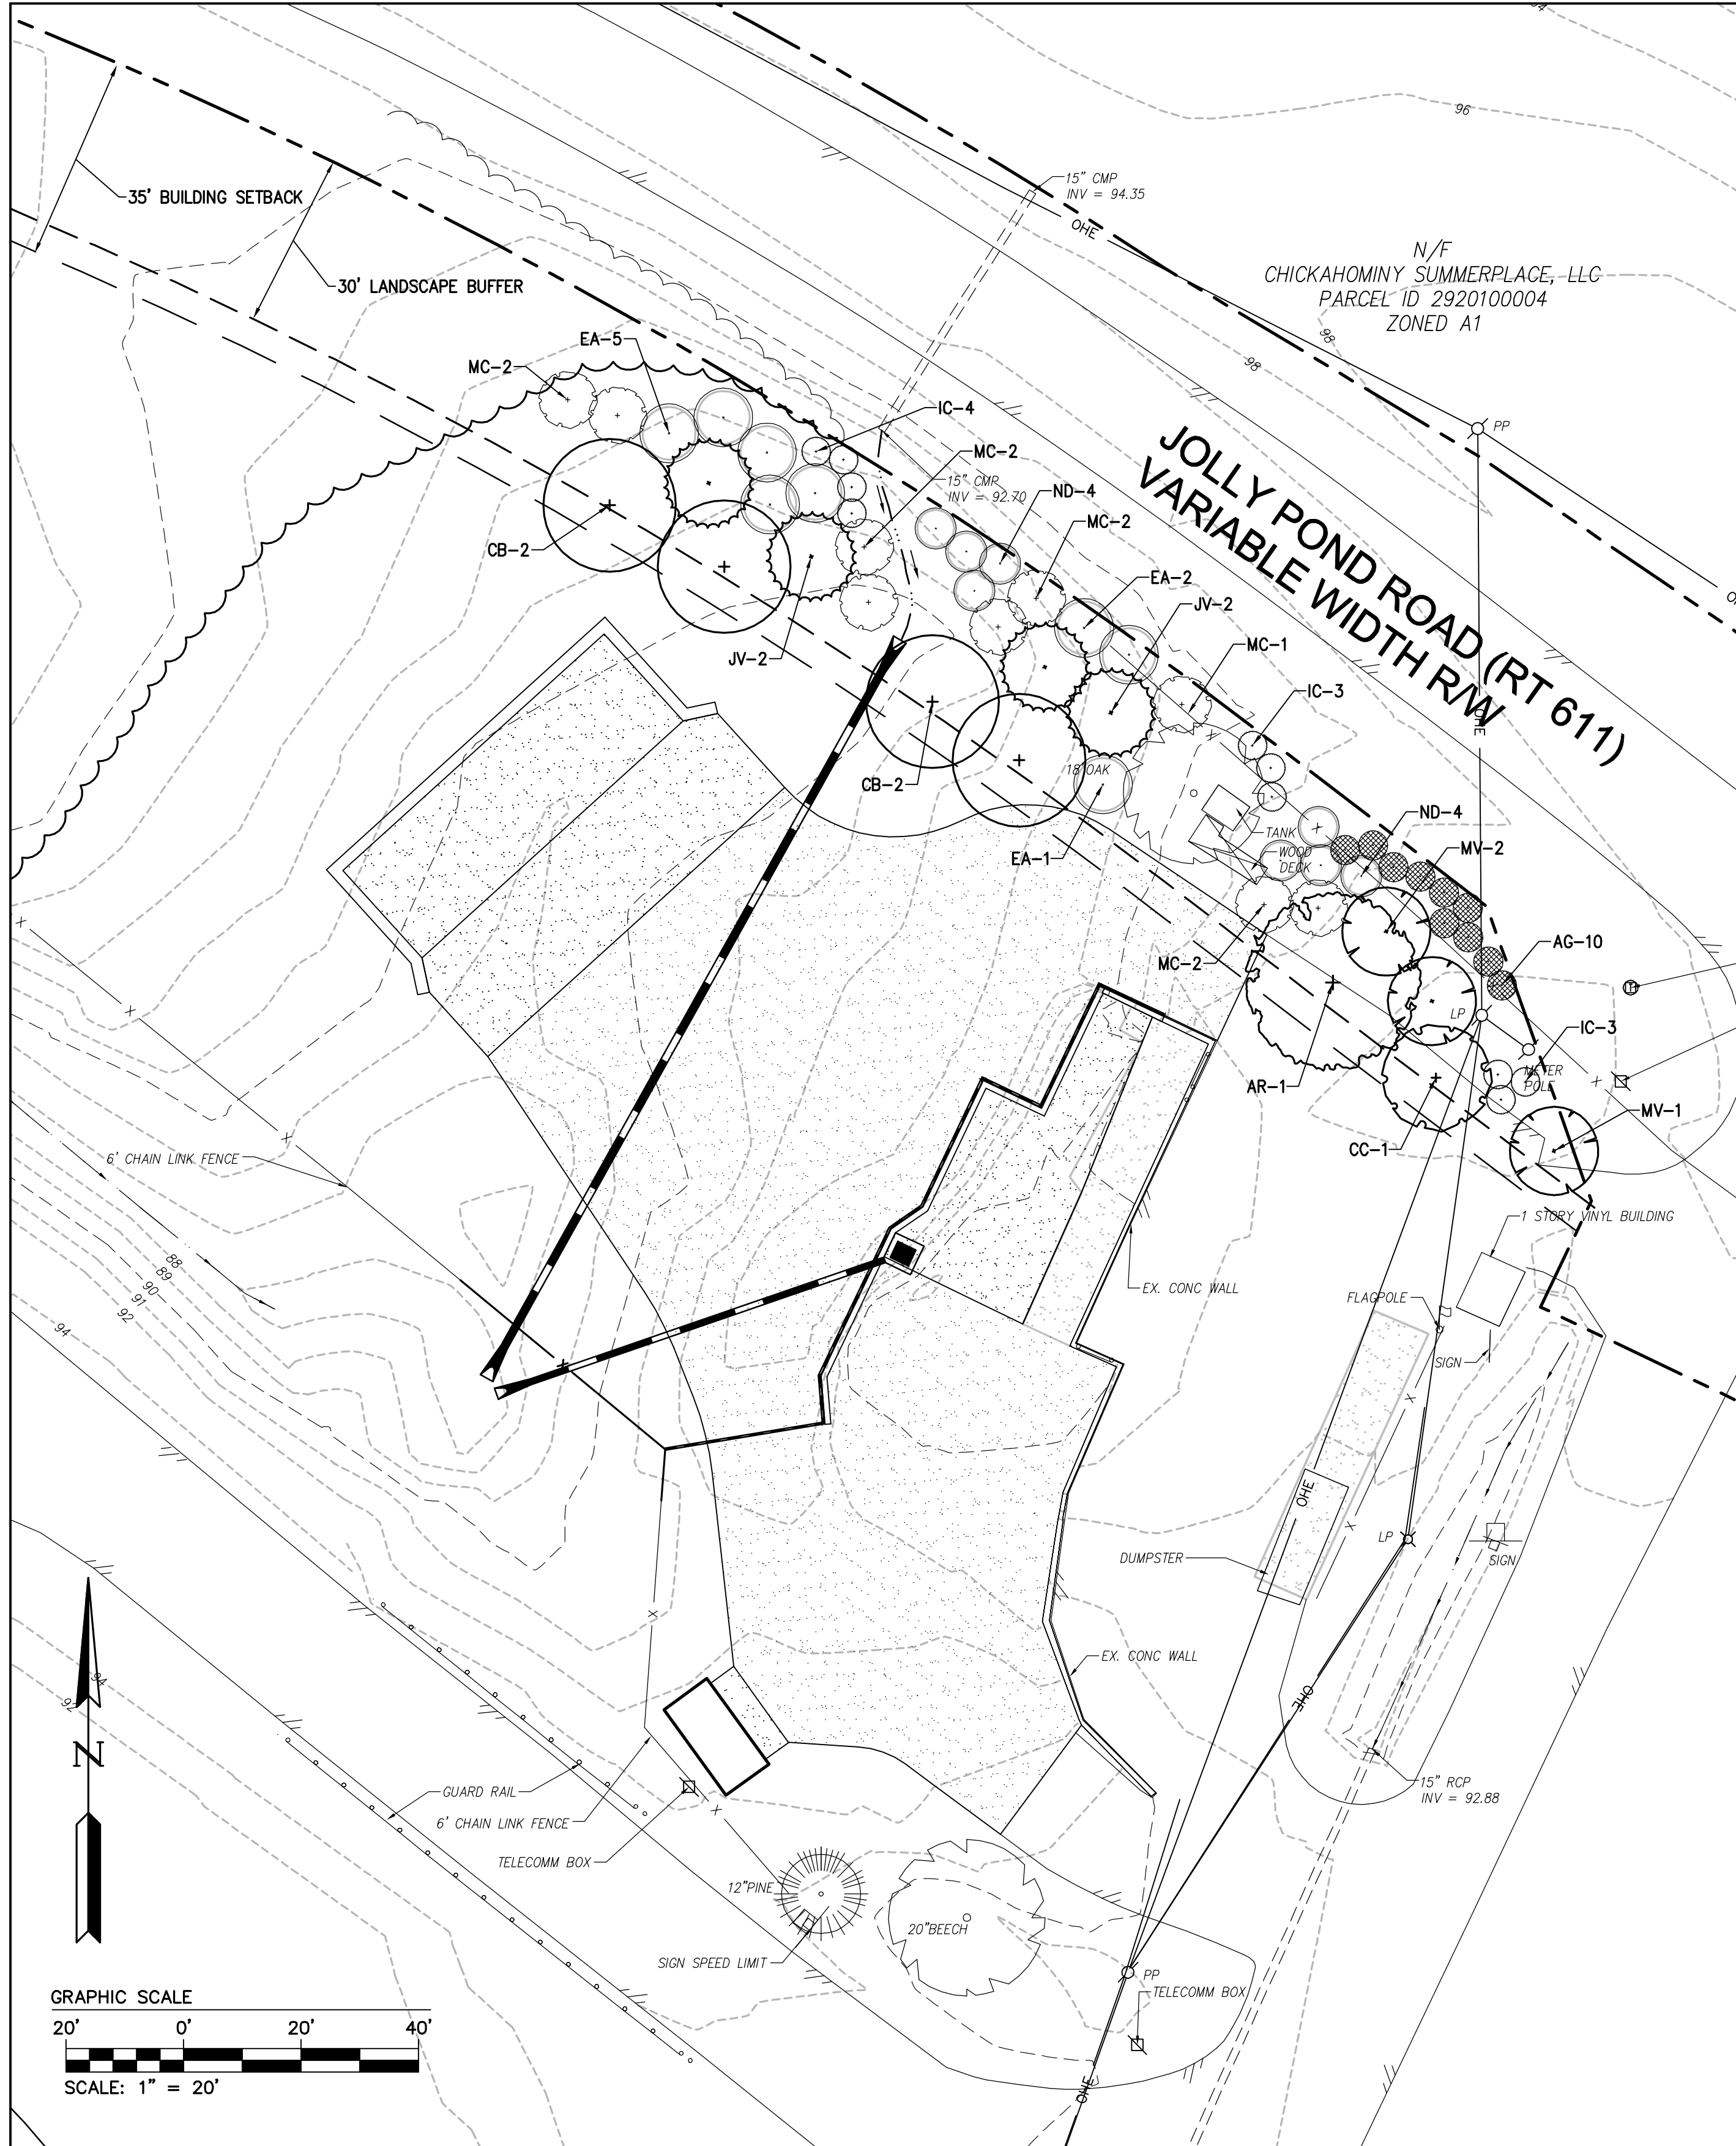 94
96
35' BUILDING SETBACK
30' LANDSCAPE BUFFER
15" CMP
INV = 94.35
OHE
N/F
CHICKAHOMINY SUMMERPLACE, LLC
PARCEL ID 2920100004
ZONED A1
98
98
EA-5
MC-2
IC-4
MC-2
15" CMP
INV = 92.70
ND-4
MC-2
PP
JOLLY POND ROAD (RT 611)
VARIABLE WIDTH R/W
CB-2
EA-2
JV-2
JV-2
MC-1
IC-3
OHE
CB-2
18"OAK
TANK
WOOD
DECK
EA-1
ND-4
MV-2
AG-10
MC-2
LP
IC-3
METER
POLE
AR-1
MV-1
CC-1
6' CHAIN LINK FENCE
1 STORY VINYL BUILDING
88
89
90
91
92
94
EX. CONC WALL
FLAGPOLE
SIGN
OHE
LP
SIGN
DUMPSTER
EX. CONC WALL
OHE
94
92
N
GUARD RAIL
6' CHAIN LINK FENCE
TELECOMM BOX
15" RCP
INV = 92.88
12"PINE
20"BEECH
SIGN SPEED LIMIT
PP
TELECOMM BOX
OHE
GRAPHIC SCALE
20' 0' 20' 40'
SCALE: 1" = 20'